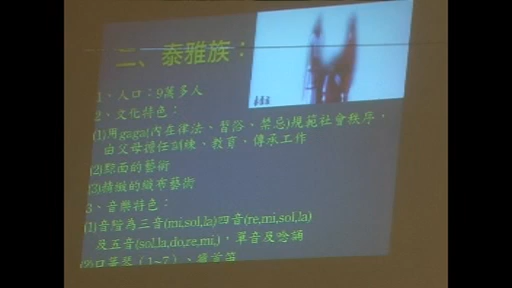 二、泰雅族：
1、人口：9萬多人
2、文化特色：
(1)用gaga(內在律法、習俗、禁忌)規範社會秩序，
由父母擔任訓練、教育、傳承工作
(2)黥面的藝術
(3)精緻的織布藝術
3、音樂特色：
(1)音階為三音(mi,sol,la)四音(re,mi,sol,la)
及五音(sol,la,do,re,mi,)，單音及唸誦
(2)口簧琴（1~7）、